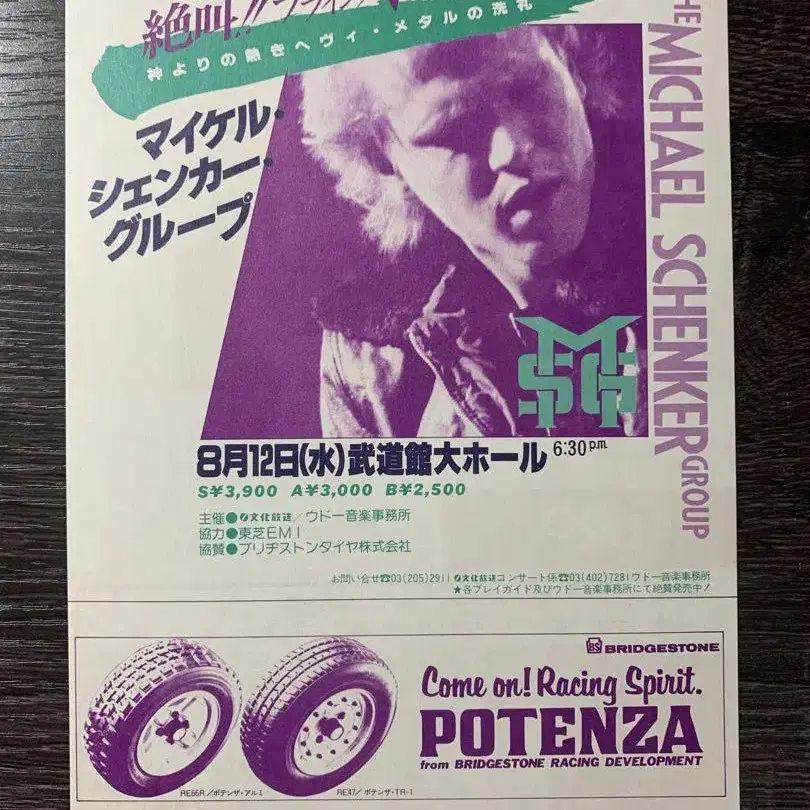 絶叫!! フライング
神よりの熱きヘヴィ・メタルの洗礼
マイケル・
シェンカー・
グループ
THE MICHAEL SCHENKER GROUP
MSG
8月12日(水)武道館大ホール 6:30 p.m.
S¥3,900 A¥3,000 B¥2,500
主催●文化放送/ウドー音楽事務所
協力●東芝EMI
協賛●ブリヂストンタイヤ株式会社
お問い合せ☎03(205)2911文化放送コンサート係☎03(402)7281ウドー音楽事務所
★各プレイガイド及びウドー音楽事務所にて絶賛発売中!
BS BRIDGESTONE
Come on! Racing Spirit.
POTENZA
from BRIDGESTONE RACING DEVELOPMENT
RE55R/ポテンザ・アルミ
RE47/ポテンザ・TR-1